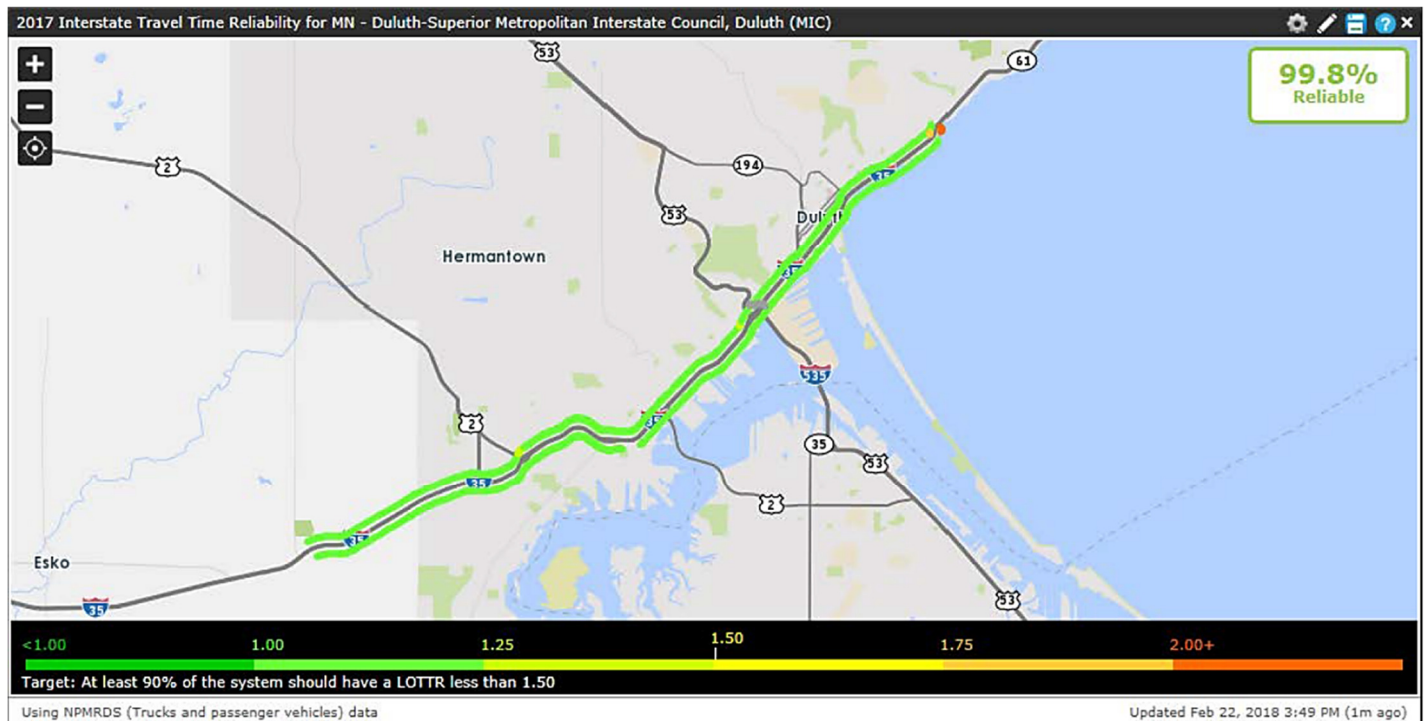 2017 Interstate Travel Time Reliability for MN - Duluth-Superior Metropolitan Interstate Council, Duluth (MIC)
99.8%
Reliable
53
61
2
194
53
Duluth
35
Hermantown
35
535
2
35
35
53
35
2
35
Esko
35
53
<1.00 1.00 1.25 1.50 1.75 2.00+
Target: At least 90% of the system should have a LOTTR less than 1.50
Using NPMRDS (Trucks and passenger vehicles) data
Updated Feb 22, 2018 3:49 PM (1m ago)